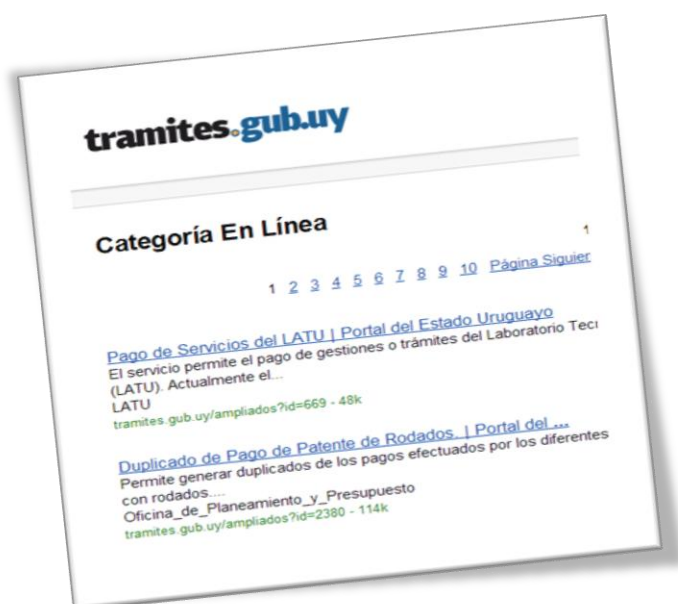 tramites.gub.uy
Categoría En Línea
1
1 2 3 4 5 6 7 8 9 10 Página Siguier
Pago de Servicios del LATU | Portal del Estado Uruguayo
El servicio permite el pago de gestiones o trámites del Laboratorio Tecr
(LATU). Actualmente el...
LATU
tramites.gub.uy/ampliados?id=669 - 48k
Duplicado de Pago de Patente de Rodados. | Portal del ...
Permite generar duplicados de los pagos efectuados por los diferentes
con rodados....
Oficina_de_Planeamiento_y_Presupuesto
tramites.gub.uy/ampliados?id=2380 - 114k